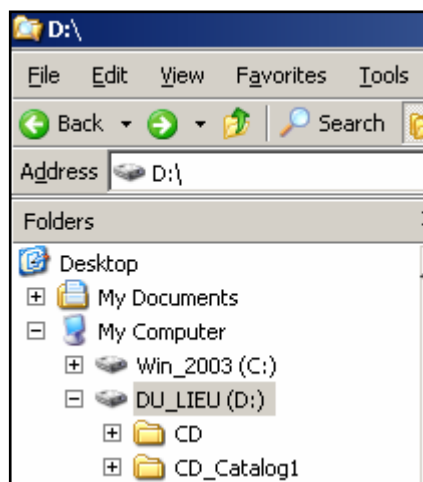 D:\
File Edit View Favorites Tools
Back Search
Address D:\
Folders
Desktop
My Documents
My Computer
Win_2003 (C:)
DU_LIEU (D:)
CD
CD_Catalog1